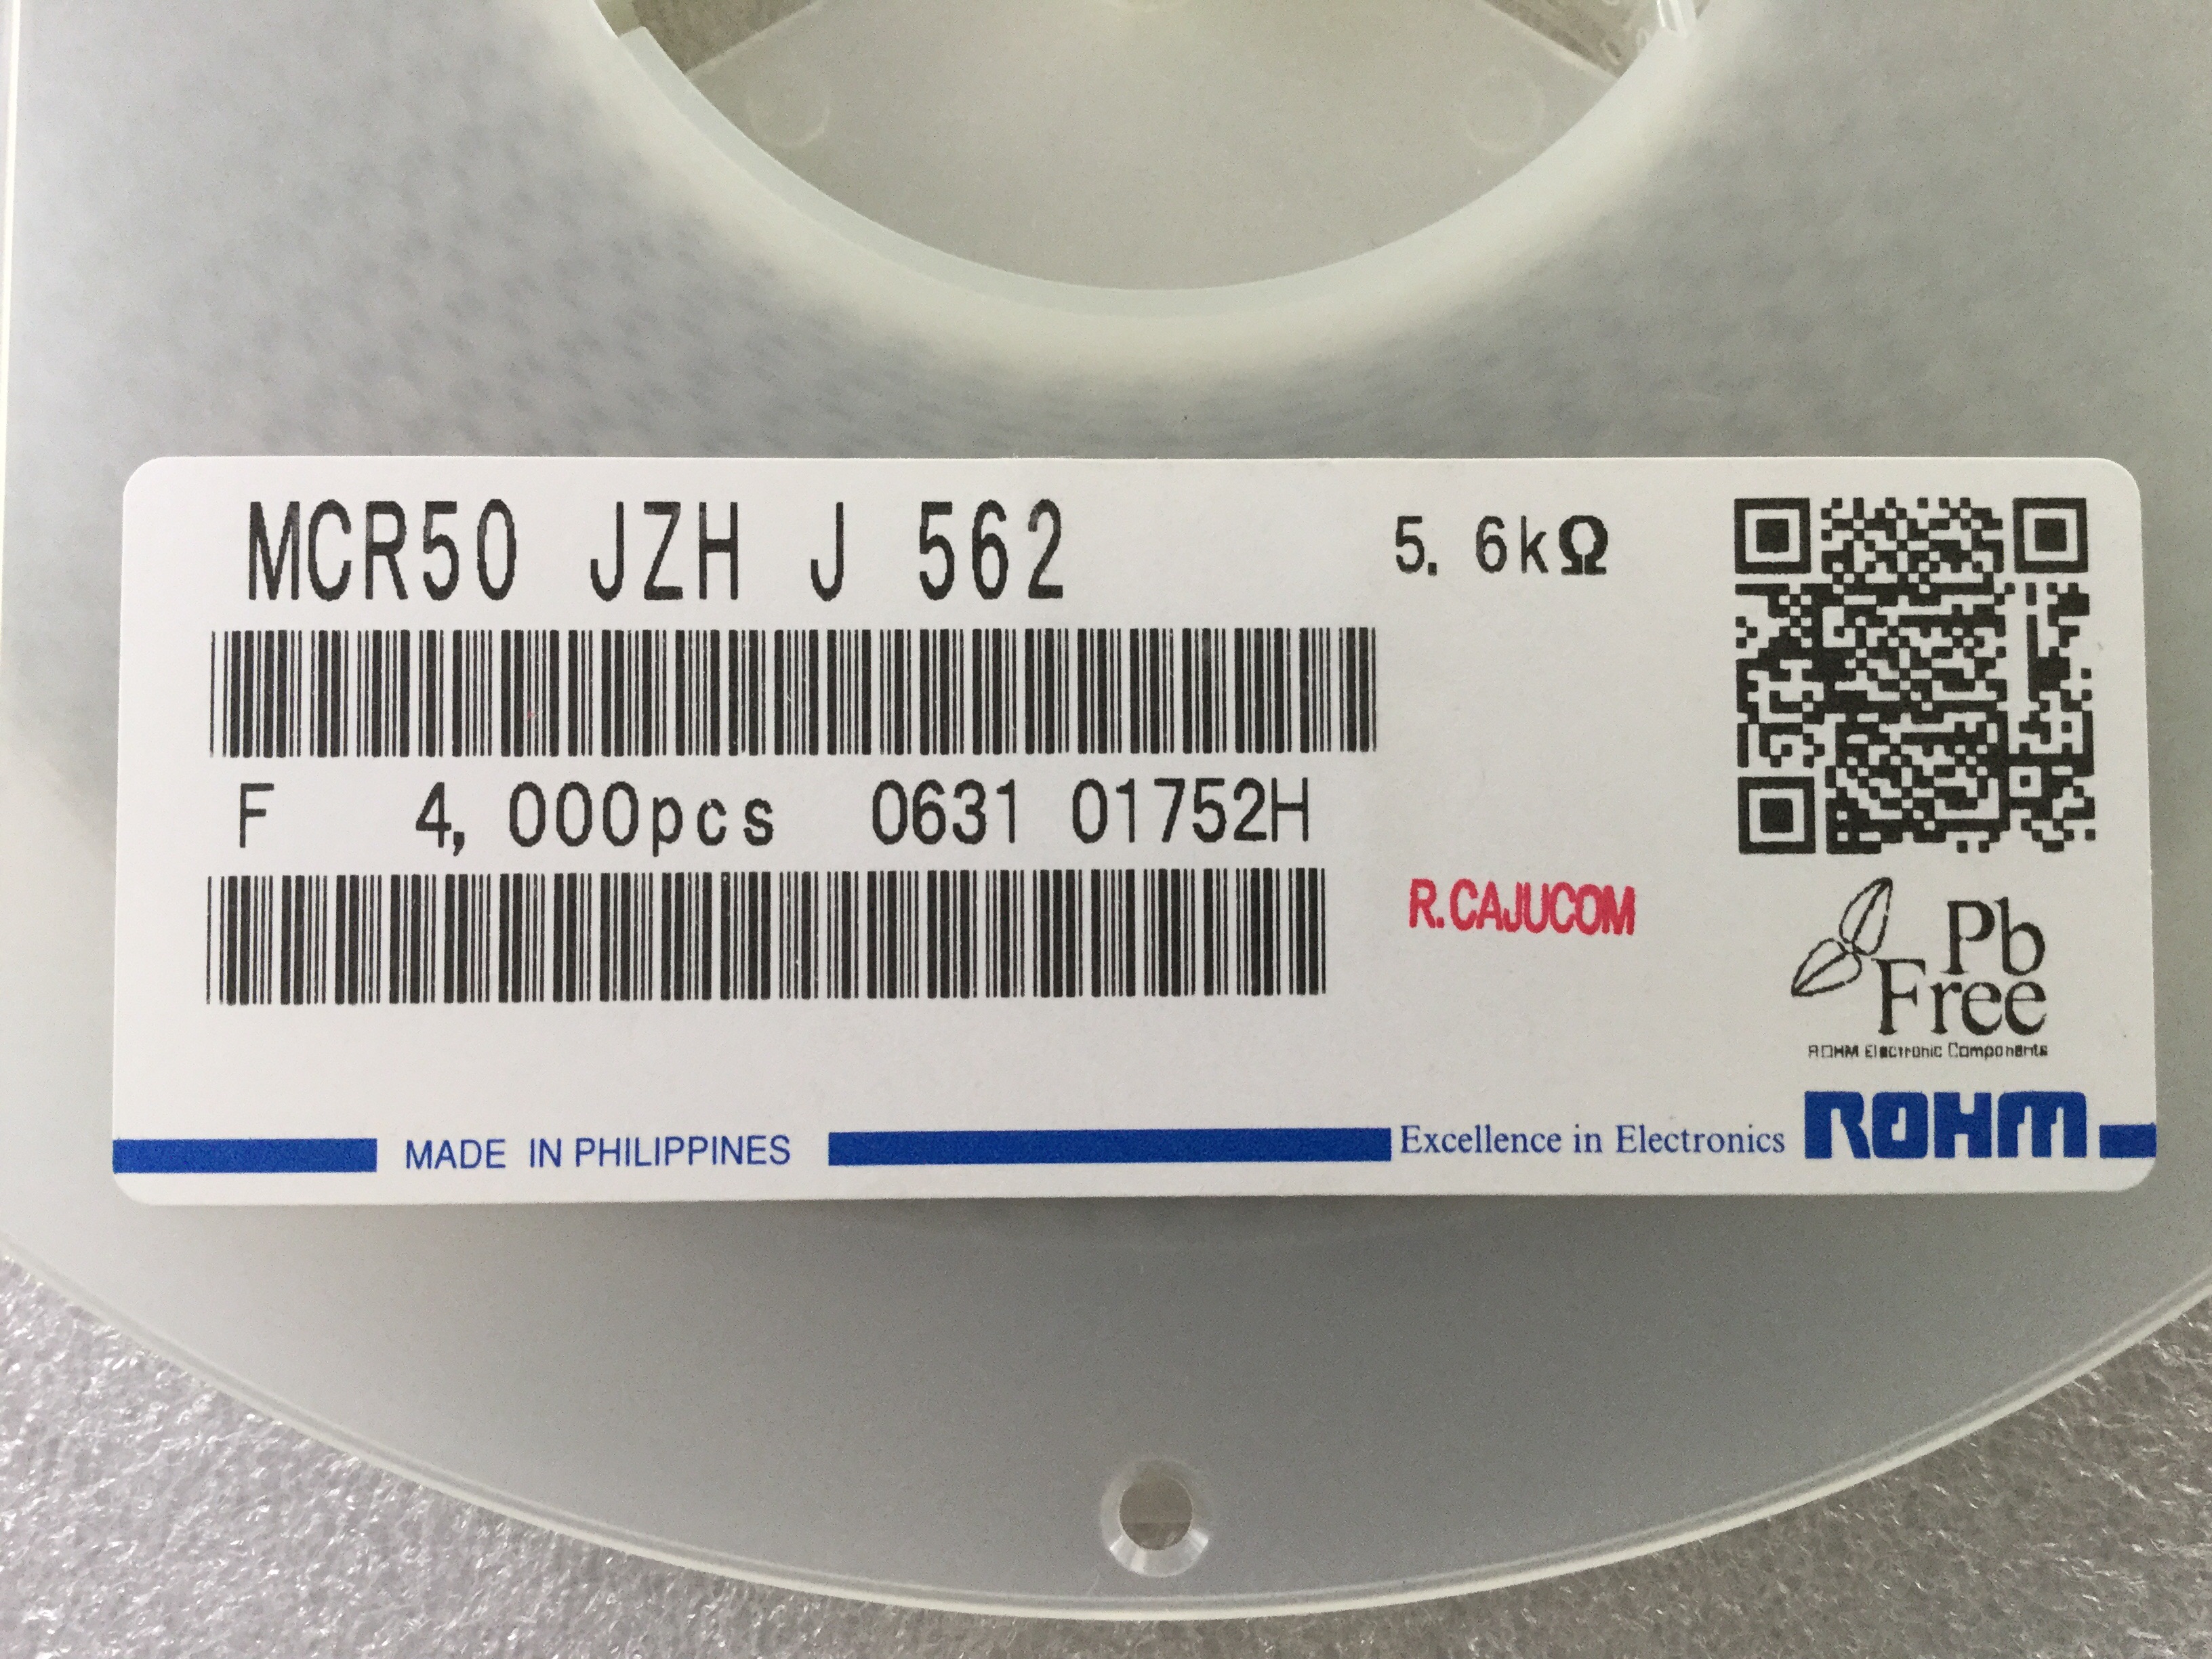 MCR50 JZH J 562 5.6kΩ
F 4,000pcs 0631 01752H
R.CAJUCOM
Pb
Free
ROHM Electronic Components
MADE IN PHILIPPINES Excellence in Electronics ROHM